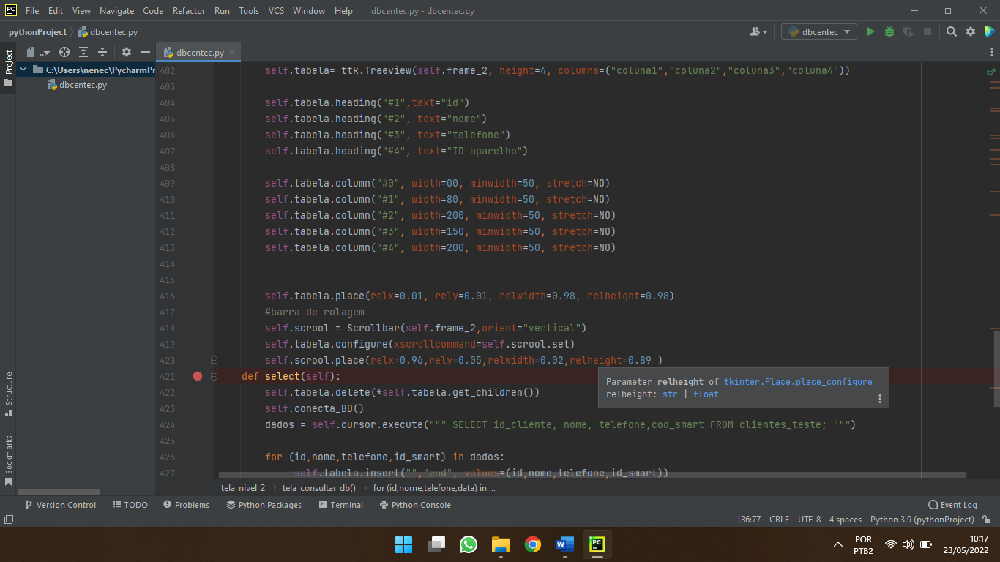 PC File Edit View Navigate Code Refactor Run Tools VCS Window Help dbcentec.py - dbcentec.py
pythonProject dbcentec.py dbcentec
Project ... dbcentec.py
C:\Users\nenec\PycharmPr
dbcentec.py
402 self.tabela= ttk.Treeview(self.frame_2, height=4, columns=("coluna1","coluna2","coluna3","coluna4"))
403
404 self.tabela.heading("#1",text="id")
405 self.tabela.heading("#2", text="nome")
406 self.tabela.heading("#3", text="telefone")
407 self.tabela.heading("#4", text="ID aparelho")
408
409 self.tabela.column("#0", width=00, minwidth=50, stretch=NO)
410 self.tabela.column("#1", width=80, minwidth=50, stretch=NO)
411 self.tabela.column("#2", width=200, minwidth=50, stretch=NO)
412 self.tabela.column("#3", width=150, minwidth=50, stretch=NO)
413 self.tabela.column("#4", width=200, minwidth=50, stretch=NO)
414
415
416 self.tabela.place(relx=0.01, rely=0.01, relwidth=0.98, relheight=0.98)
417 #barra de rolagem
418 self.scrool = Scrollbar(self.frame_2,orient="vertical")
419 self.tabela.configure(xscrollcommand=self.scrool.set)
420 self.scrool.place(relx=0.96,rely=0.05,relwidth=0.02,relheight=0.89 )
421 def select(self):
422 self.tabela.delete(*self.tabela.get_children())
423 self.conecta_BD()
424 dados = self.cursor.execute(""" SELECT id_cliente, nome, telefone,cod_smart FROM clientes_teste; """)
425
426 for (id,nome,telefone,id_smart) in dados:
427 self.tabela.insert("","end", values=(id,nome,telefone,id_smart))
Parameter relheight of tkinter.Place.place_configure
relheight: str | float
Structure
Bookmarks
tela_nivel_2 tela_consultar_db() for (id,nome,telefone,data) in ...
Version Control TODO Problems Python Packages Terminal Python Console Event Log
136:77 CRLF UTF-8 4 spaces Python 3.9 (pythonProject)
W PC
POR
PTB2
10:17
23/05/2022